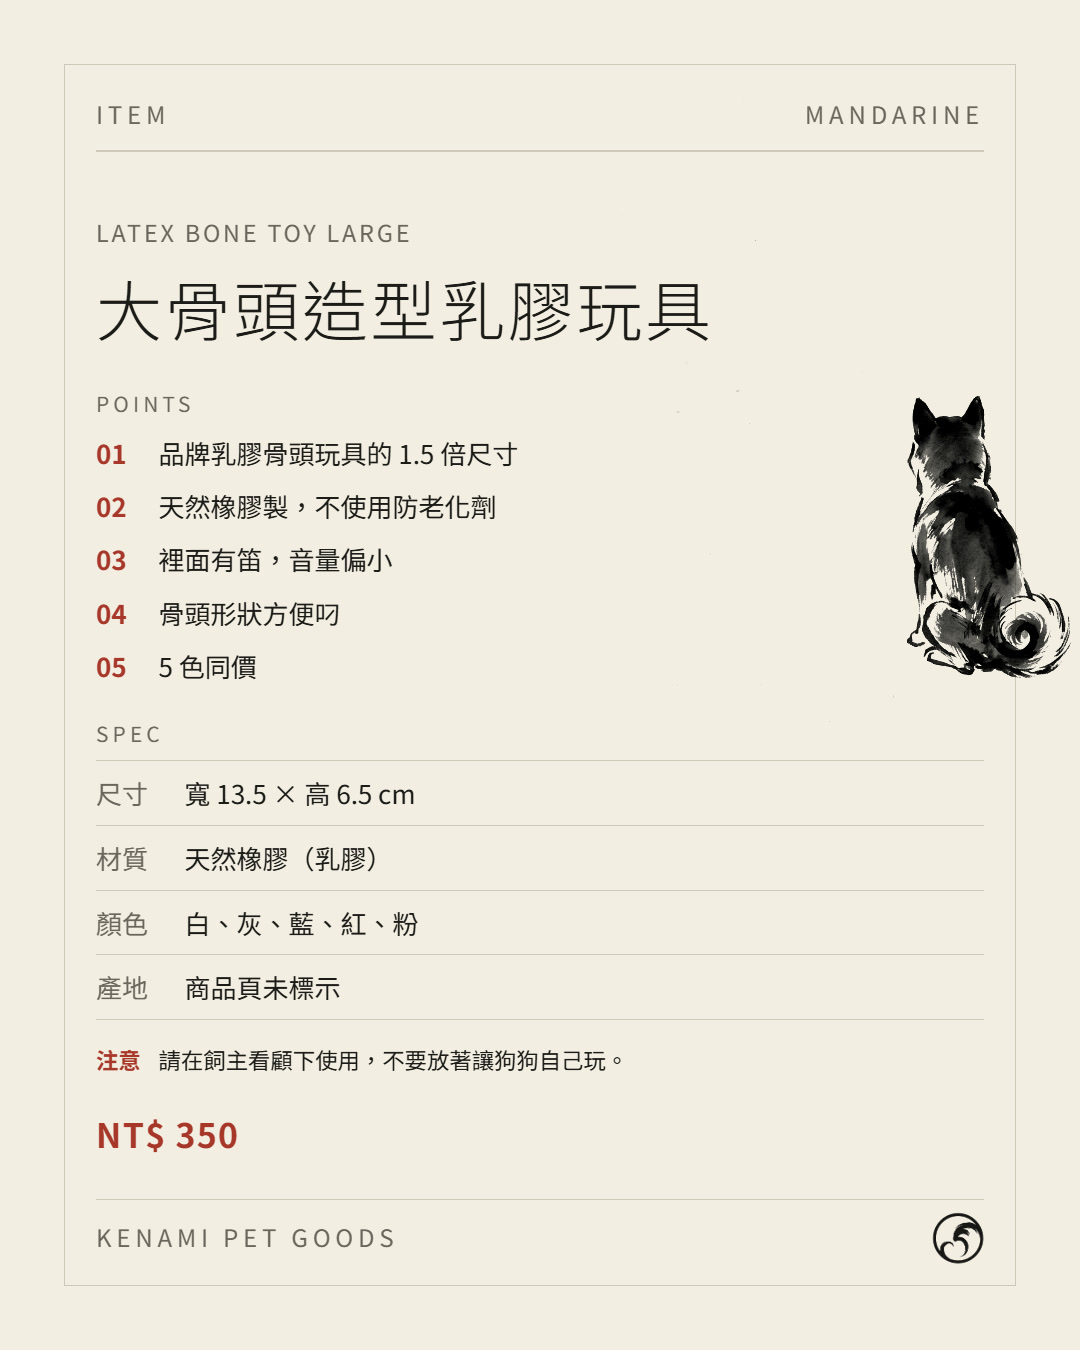 ITEM
MANDARINE
LATEX BONE TOY LARGE
大骨頭造型乳膠玩具
POINTS
01 品牌乳膠骨頭玩具的 1.5 倍尺寸
02 天然橡膠製，不使用防老化劑
03 裡面有笛，音量偏小
04 骨頭形狀方便叼
05 5 色同價
SPEC
尺寸 寬 13.5 × 高 6.5 cm
材質 天然橡膠（乳膠）
顏色 白、灰、藍、紅、粉
產地 商品頁未標示
注意 請在飼主看顧下使用，不要放著讓狗狗自己玩。
NT$ 350
KENAMI PET GOODS